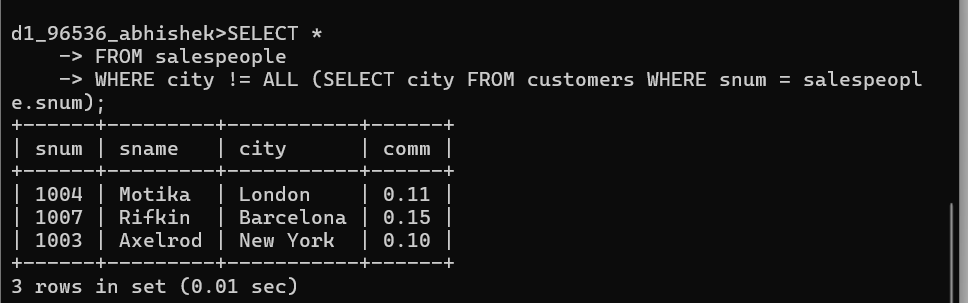 d1_96536_abhishek>SELECT *
    -> FROM salespeople
    -> WHERE city != ALL (SELECT city FROM customers WHERE snum = salespeopl
e.snum);
+------+---------+-----------+------+
| snum | sname   | city      | comm |
+------+---------+-----------+------+
| 1004 | Motika  | London    | 0.11 |
| 1007 | Rifkin  | Barcelona | 0.15 |
| 1003 | Axelrod | New York  | 0.10 |
+------+---------+-----------+------+
3 rows in set (0.01 sec)